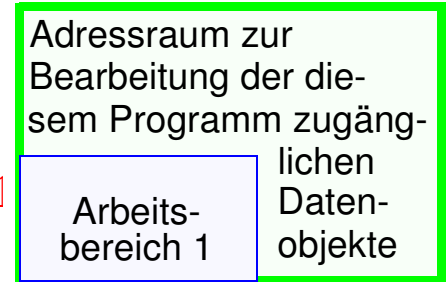 Adressraum zur
Bearbeitung der die-
sem Programm zugäng-
lichen
Daten-
objekte
Arbeits-
bereich 1